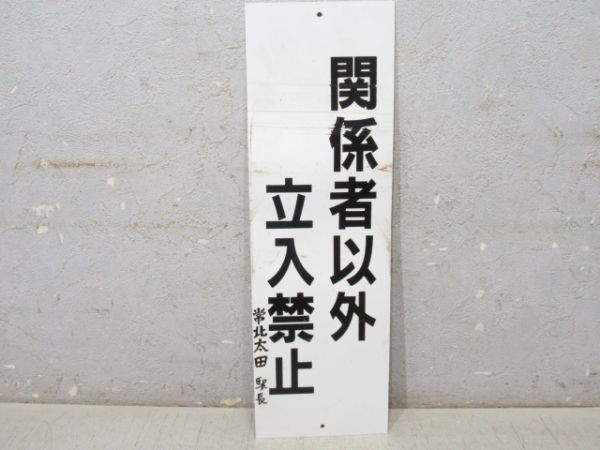 関係者以外
立入禁止
常北太田 駅長